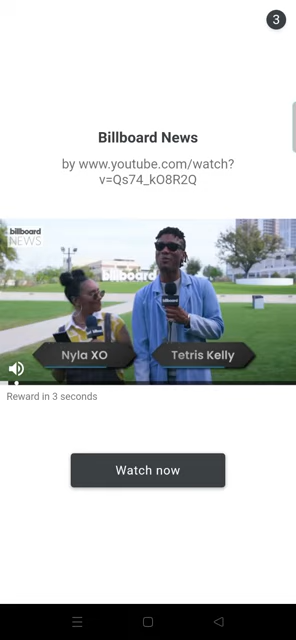 3
Billboard News
by www.youtube.com/watch?
v=Qs74_kO8R2Q
billboard
NEWS
billboard
billboard
Nyla XO
Tetris Kelly
Reward in 3 seconds
Watch now